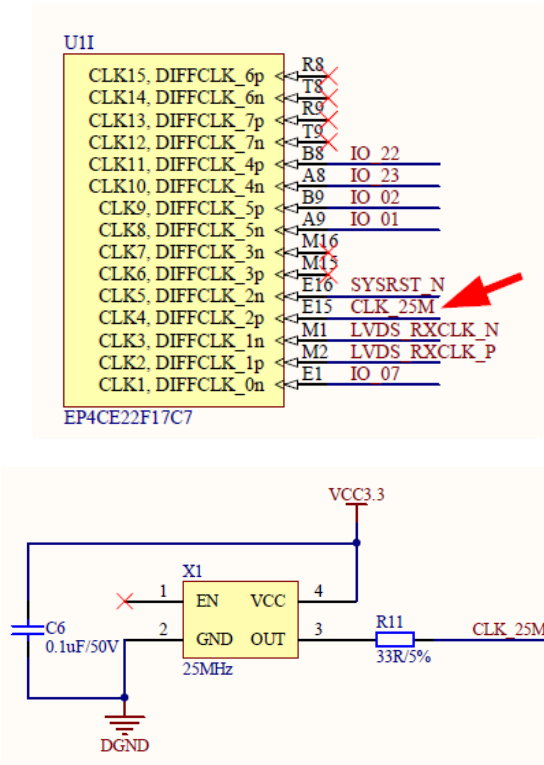 U1I
CLK15, DIFFCLK_6p R8
CLK14, DIFFCLK_6n T8
CLK13, DIFFCLK_7p R9
CLK12, DIFFCLK_7n T9
CLK11, DIFFCLK_4p B8 IO_22
CLK10, DIFFCLK_4n A8 IO_23
CLK9, DIFFCLK_5p B9 IO_02
CLK8, DIFFCLK_5n A9 IO_01
CLK7, DIFFCLK_3n M16
CLK6, DIFFCLK_3p M15
CLK5, DIFFCLK_2n E16 SYSRST_N
CLK4, DIFFCLK_2p E15 CLK_25M
CLK3, DIFFCLK_1n M1 LVDS_RXCLK_N
CLK2, DIFFCLK_1p M2 LVDS_RXCLK_P
CLK1, DIFFCLK_0n E1 IO_07
EP4CE22F17C7
VCC3.3
X1
1 EN VCC 4
C6
0.1uF/50V
2 GND OUT 3
R11
33R/5%
CLK_25M
25MHz
DGND